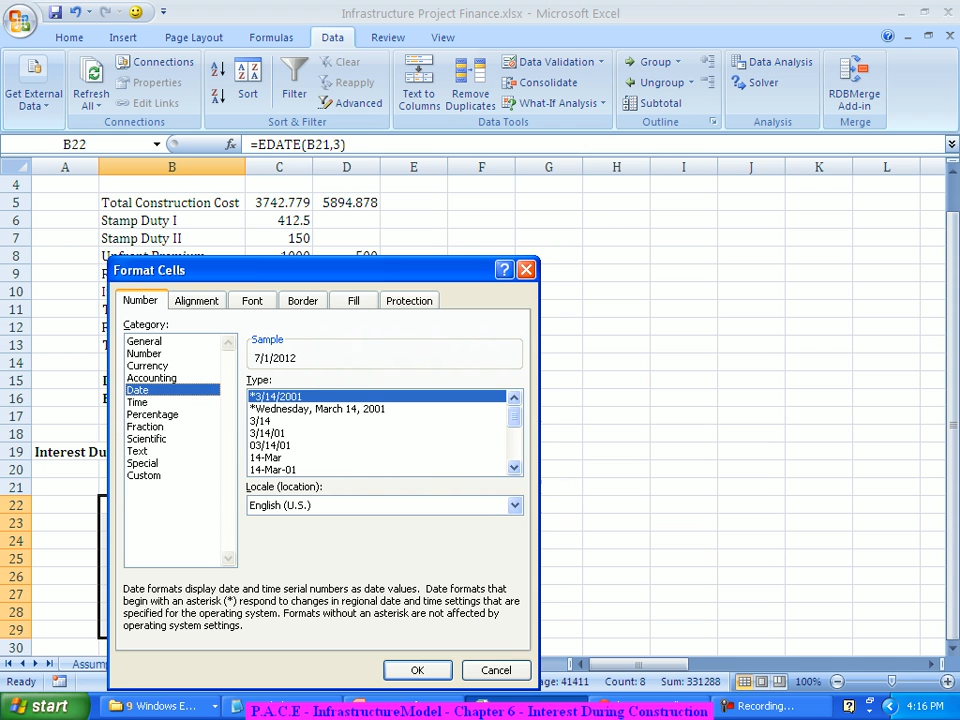 Infrastructure Project Finance.xlsx - Microsoft Excel
Home Insert Page Layout Formulas Data Review View
Get External Data
Refresh All
Connections
Properties
Edit Links
Connections
Sort
Filter
Clear
Reapply
Advanced
Sort & Filter
Text to Columns
Remove Duplicates
Data Validation
Consolidate
What-If Analysis
Data Tools
Group
Ungroup
Subtotal
Outline
Data Analysis
Solver
Analysis
RDBMerge Add-in
Merge
B22 fx =EDATE(B21,3)
A B C D E F G H I J K L
4
5 Total Construction Cost 3742.779 5894.878
6 Stamp Duty I 412.5
7 Stamp Duty II 150
8 Upfront Premium 1000 500
9
10
11
12
13
14
15
16
17
18
19 Interest Du
20
21
22
23
24
25
26
27
28
29
30
Format Cells
Number Alignment Font Border Fill Protection
Category:
General
Number
Currency
Accounting
Date
Time
Percentage
Fraction
Scientific
Text
Special
Custom
Sample
7/1/2012
Type:
*3/14/2001
*Wednesday, March 14, 2001
3/14
3/14/01
03/14/01
14-Mar
14-Mar-01
Locale (location):
English (U.S.)
Date formats display date and time serial numbers as date values. Date formats that
begin with an asterisk (*) respond to changes in regional date and time settings that are
specified for the operating system. Formats without an asterisk are not affected by
operating system settings.
OK Cancel
Assum
Ready age: 41411 Count: 8 Sum: 331288 100%
start 9 Windows E... Recording... 4:16 PM
P.A.C.E - InfrastructureModel - Chapter 6 - Interest During Construction